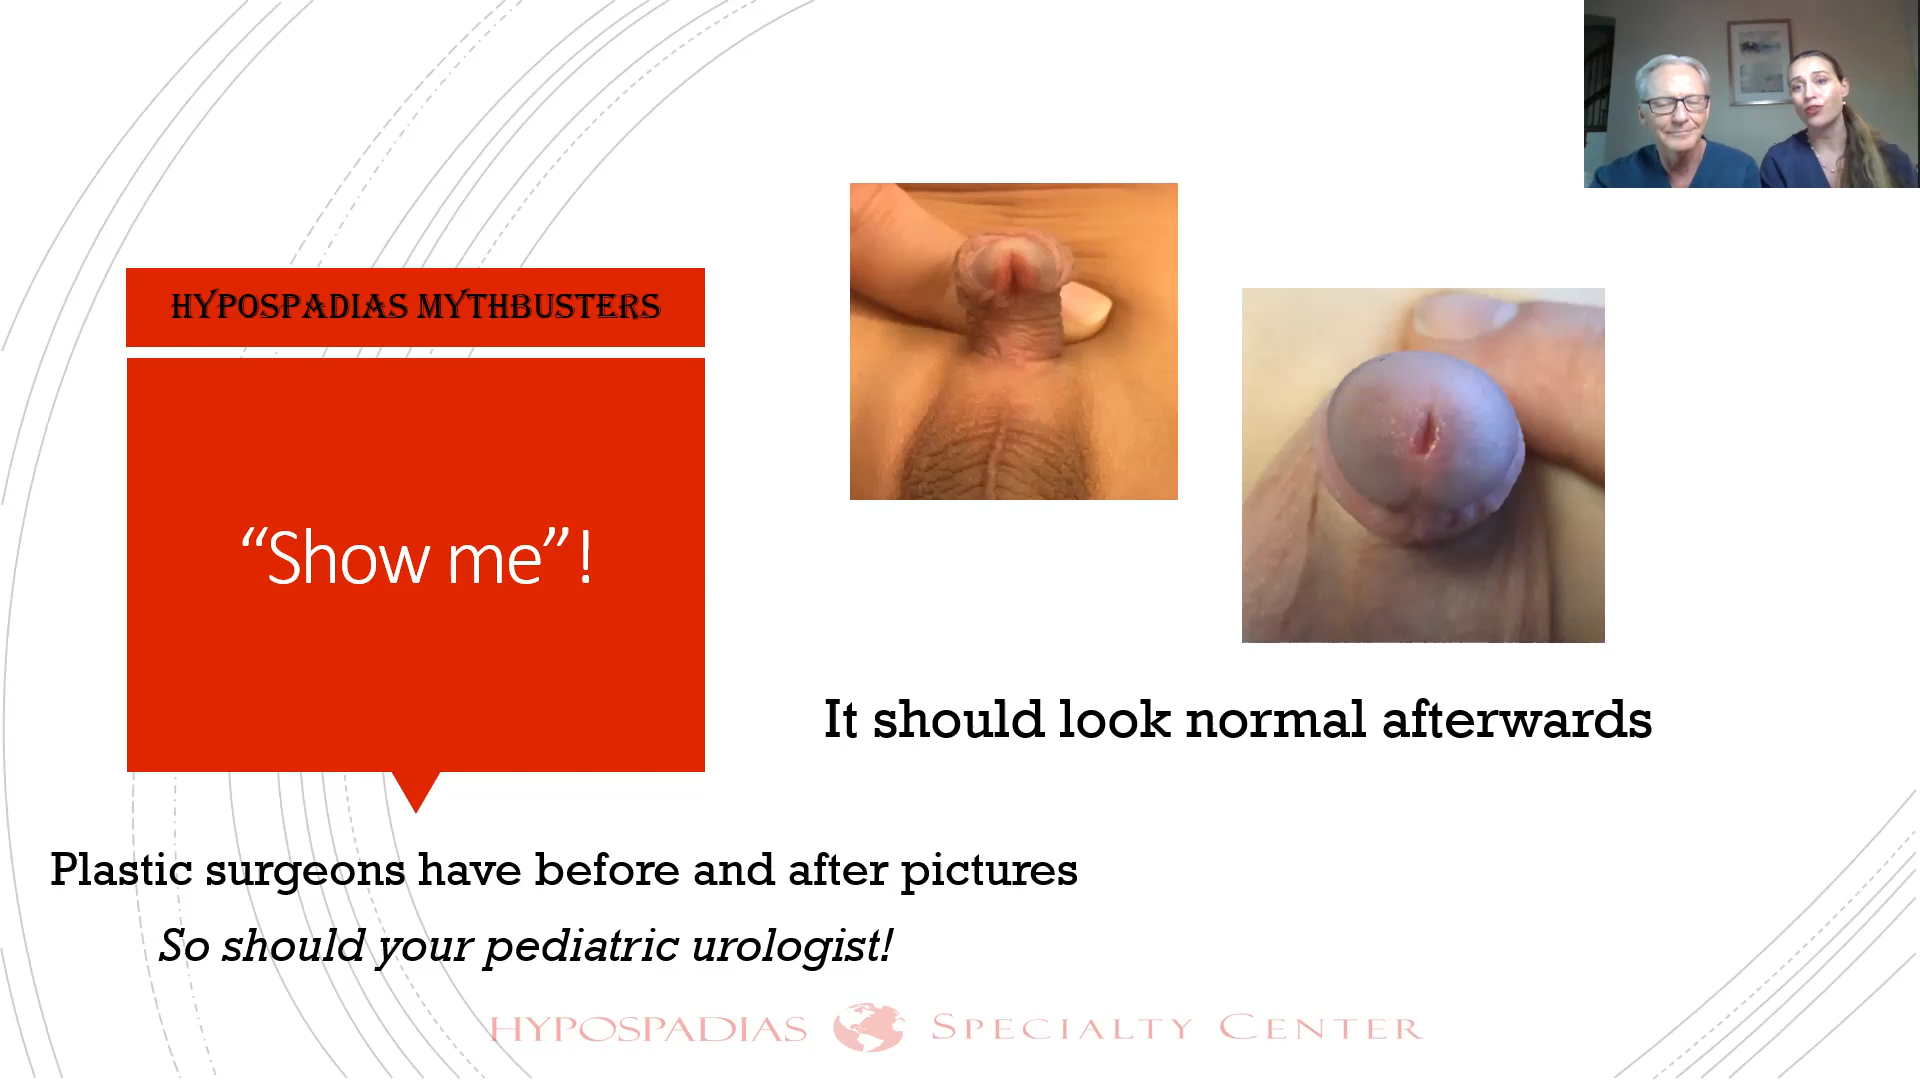 HYPOSPADIAS MYTHBUSTERS
“Show me”!
It should look normal afterwards
Plastic surgeons have before and after pictures
So should your pediatric urologist!
HYPOSPADIAS SPECIALTY CENTER